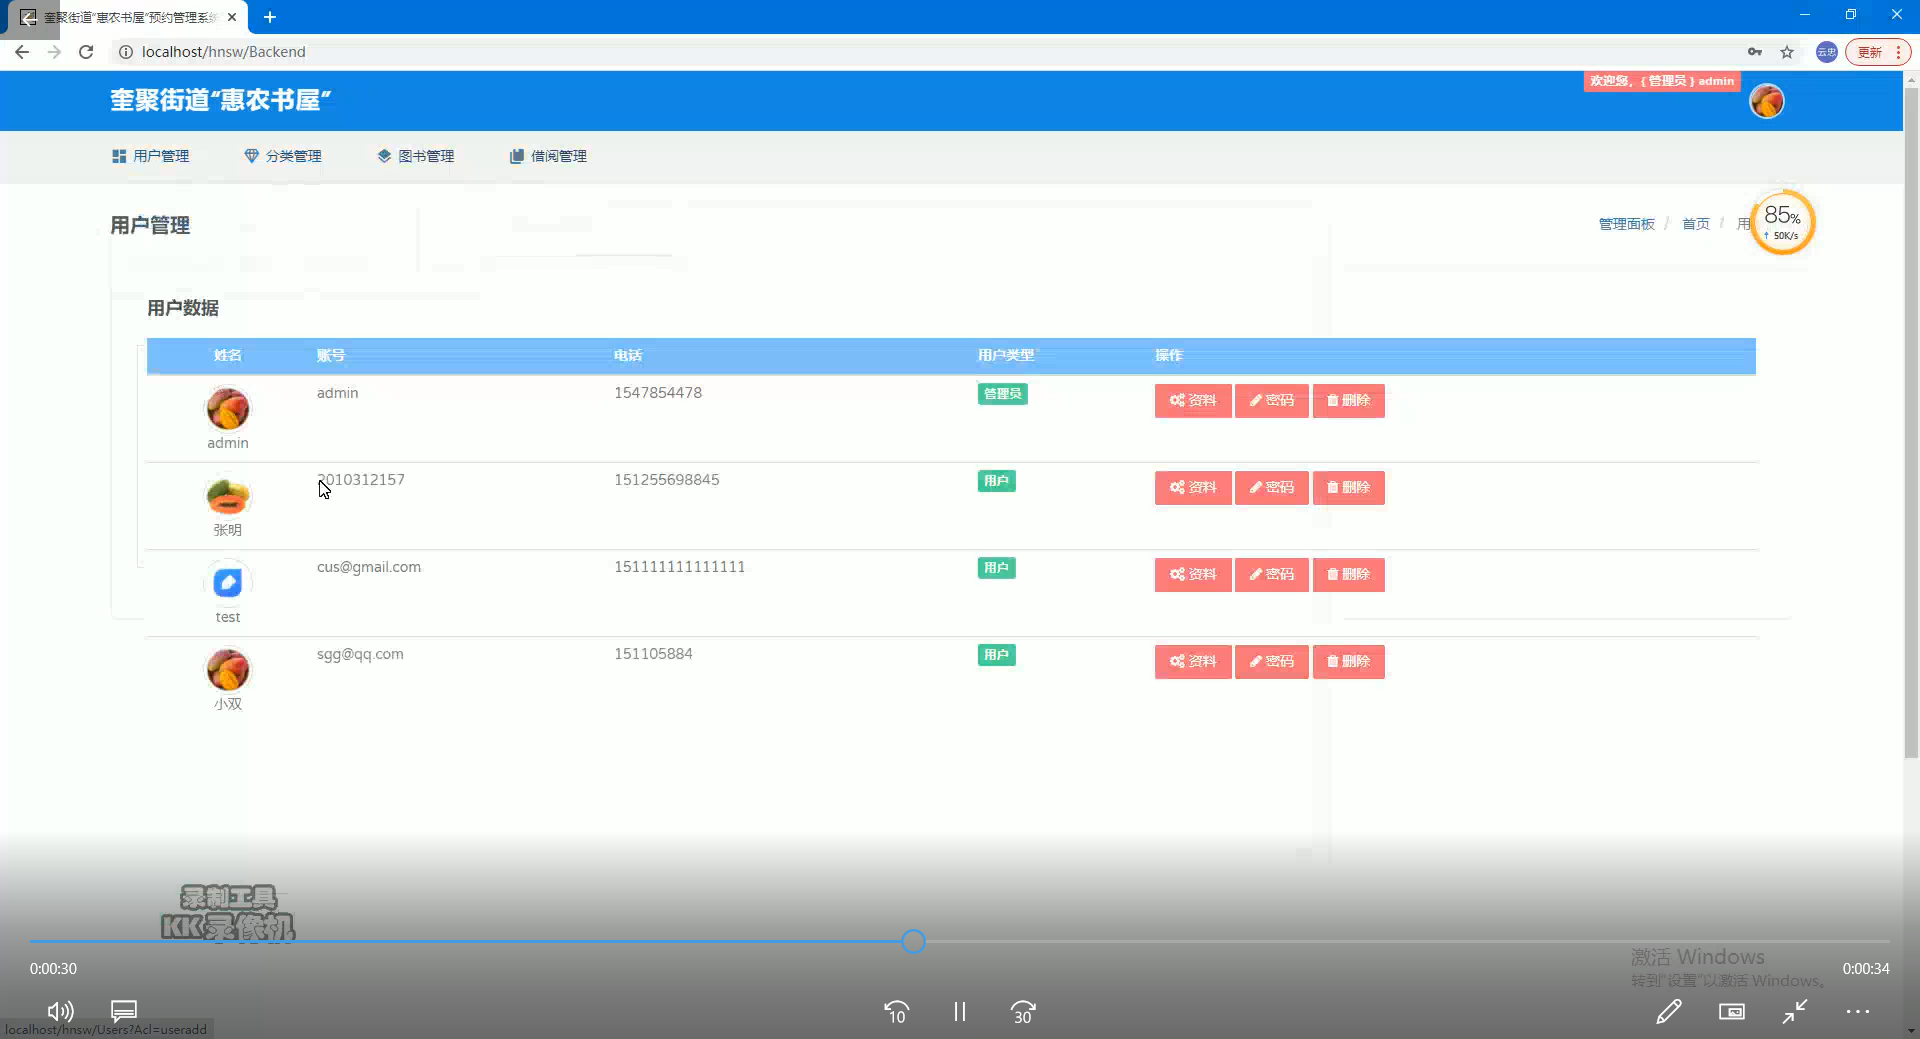 奎聚街道“惠农书屋”预约管理系统
localhost/hnsw/Backend
云忠
更新
奎聚街道“惠农书屋”
欢迎您,{ 管理员 } admin
用户管理
分类管理
图书管理
借阅管理
用户管理
管理面板 / 首页 / 用
85%
↑ 50K/s
用户数据
姓名 账号 电话 用户类型 操作
admin 1547854478 管理员 资料 密码 删除
admin
2010312157 151255698845 用户 资料 密码 删除
张明
cus@gmail.com 151111111111111 用户 资料 密码 删除
test
sgg@qq.com 151105884 用户 资料 密码 删除
小双
录制工具
KK录像机
激活 Windows
转到“设置”以激活 Windows。
0:00:30
0:00:34
10
30
localhost/hnsw/Users?Acl=useradd